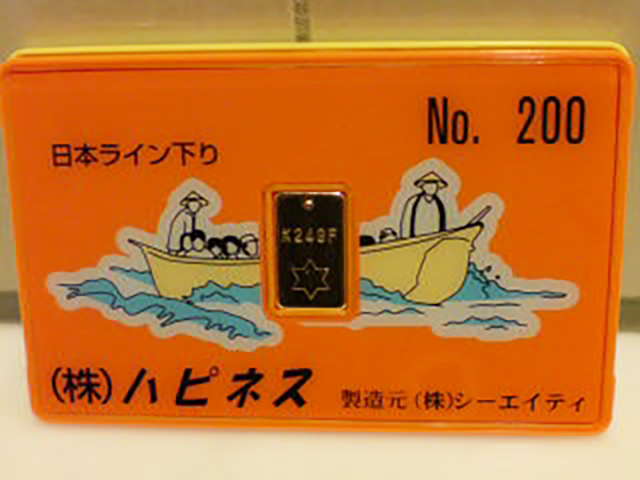 No. 200
日本ライン下り
K24GF
(株)ハピネス
製造元(株)シーエイティ